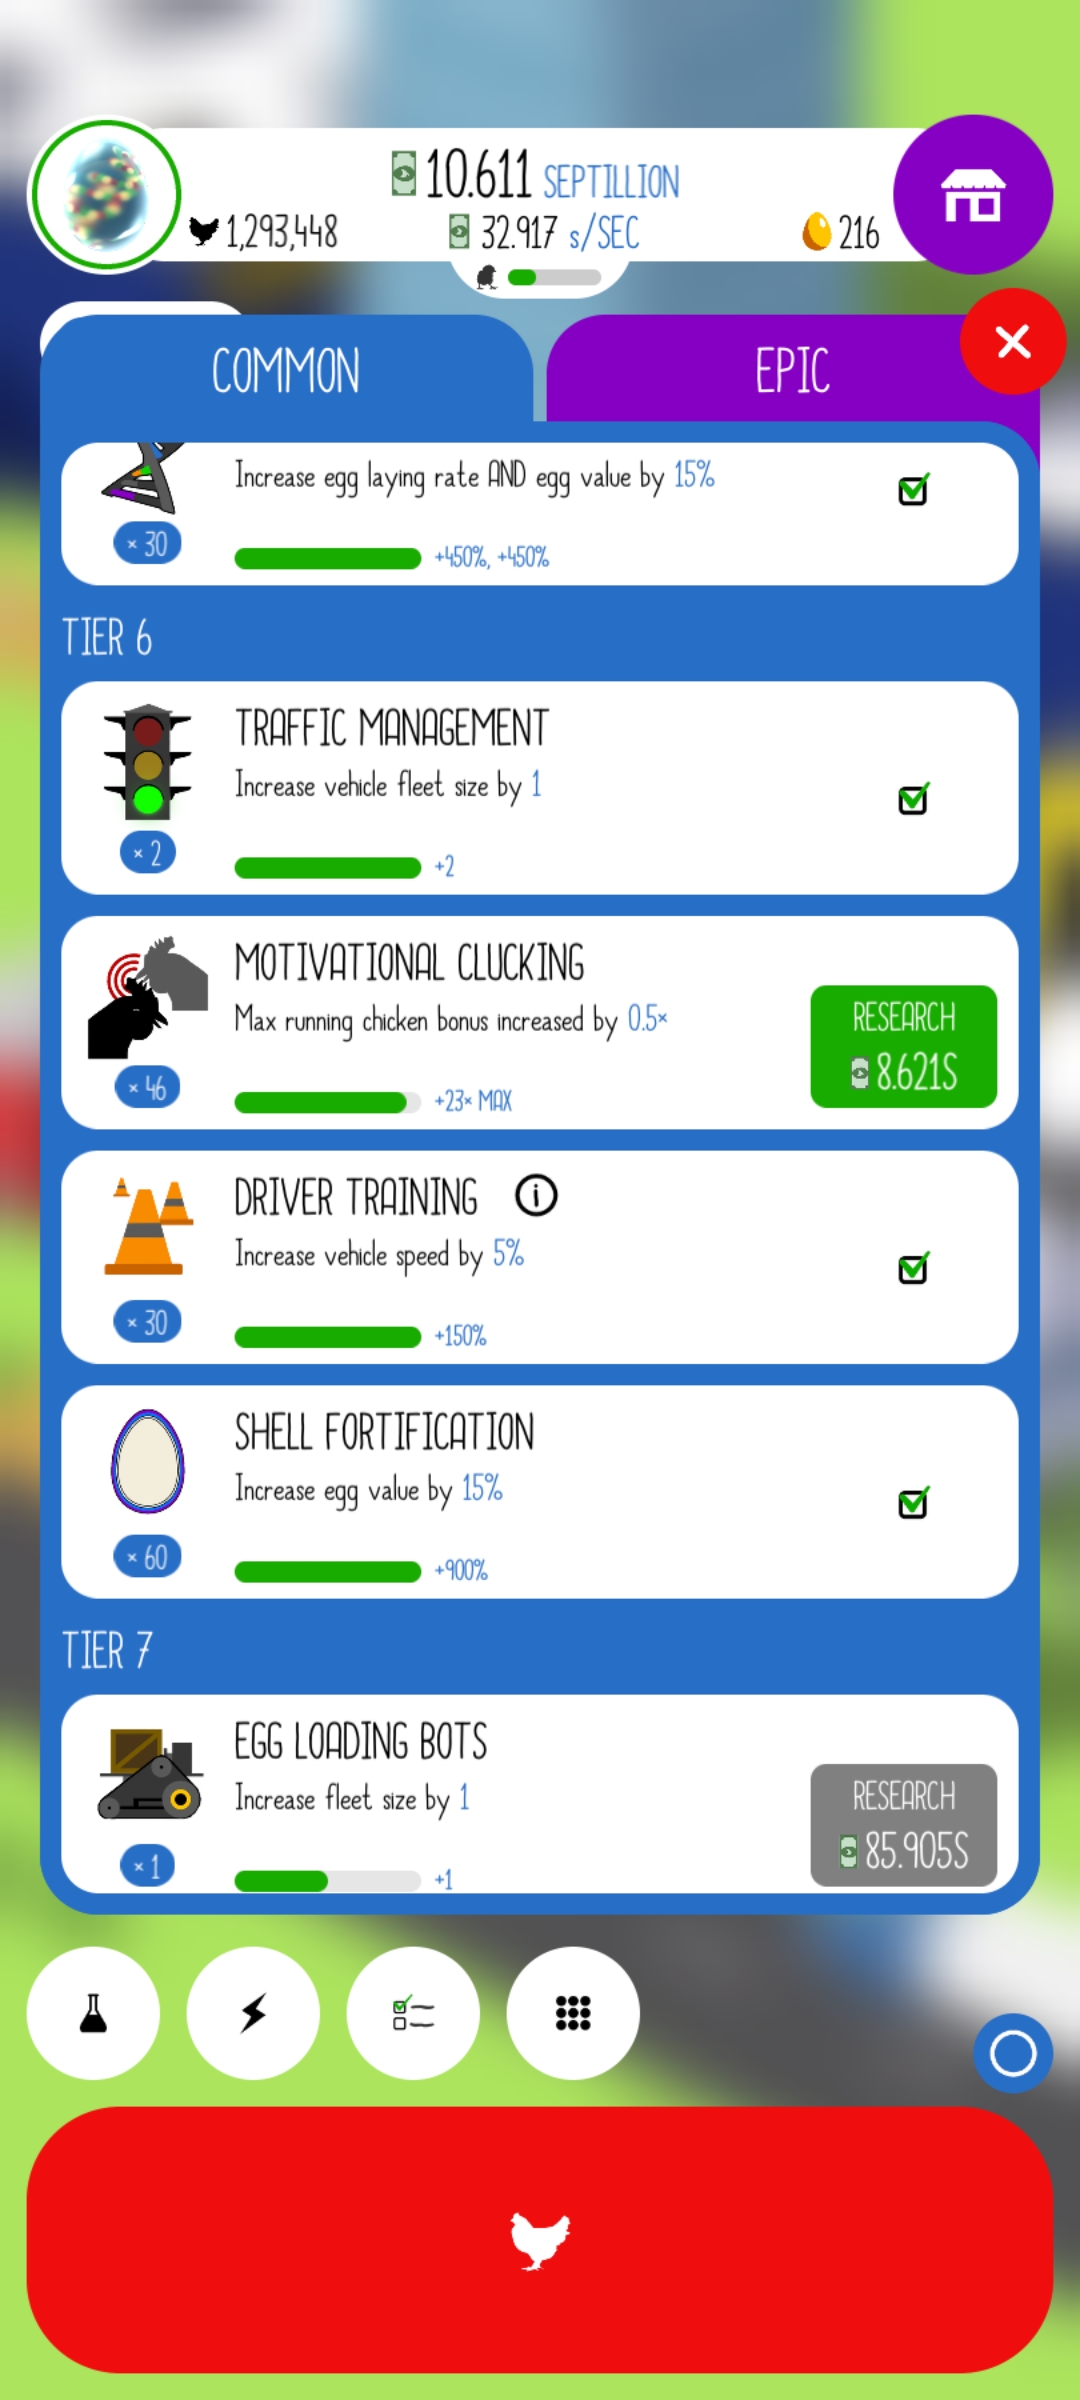 10.611 SEPTILLION
1,293,448
32.917 s/SEC
216
COMMON
EPIC
Increase egg laying rate AND egg value by 15%
× 30
+450%, +450%
TIER 6
TRAFFIC MANAGEMENT
Increase vehicle fleet size by 1
× 2
+2
MOTIVATIONAL CLUCKING
Max running chicken bonus increased by 0.5×
RESEARCH
8.621S
× 46
+23× MAX
DRIVER TRAINING
Increase vehicle speed by 5%
× 30
+150%
SHELL FORTIFICATION
Increase egg value by 15%
× 60
+900%
TIER 7
EGG LOADING BOTS
Increase fleet size by 1
RESEARCH
85.905S
× 1
+1